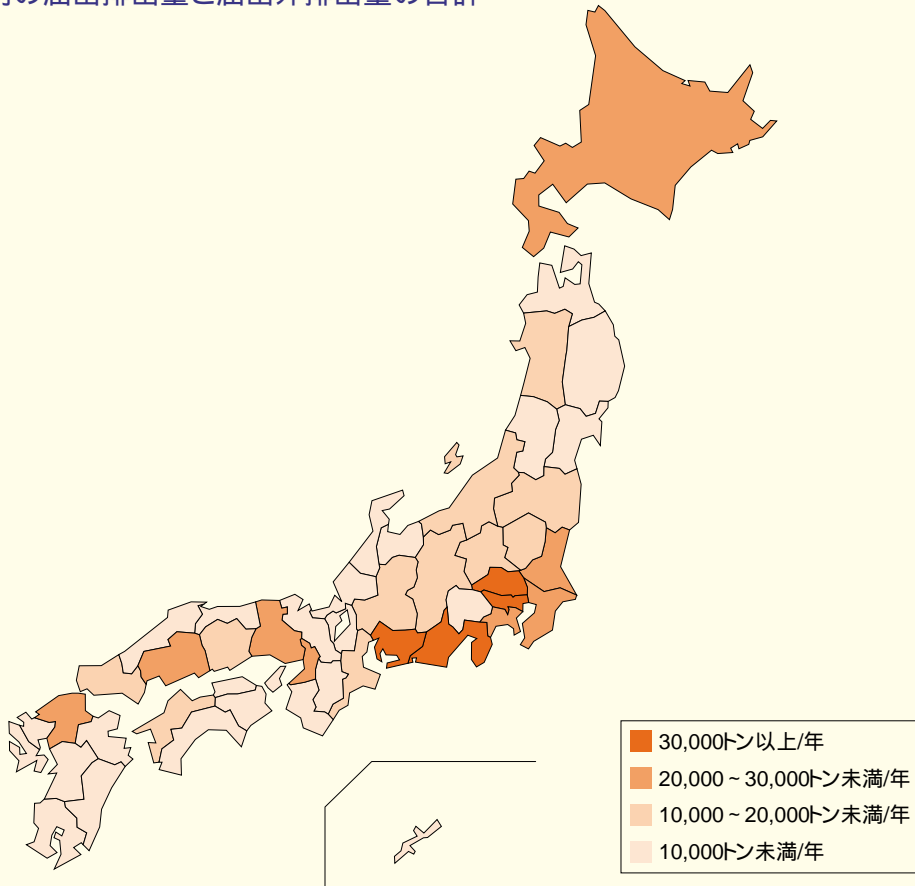 の届出排出量と届出外排出量の合計
30,000トン以上/年
20,000～30,000トン未満/年
10,000～20,000トン未満/年
10,000トン未満/年